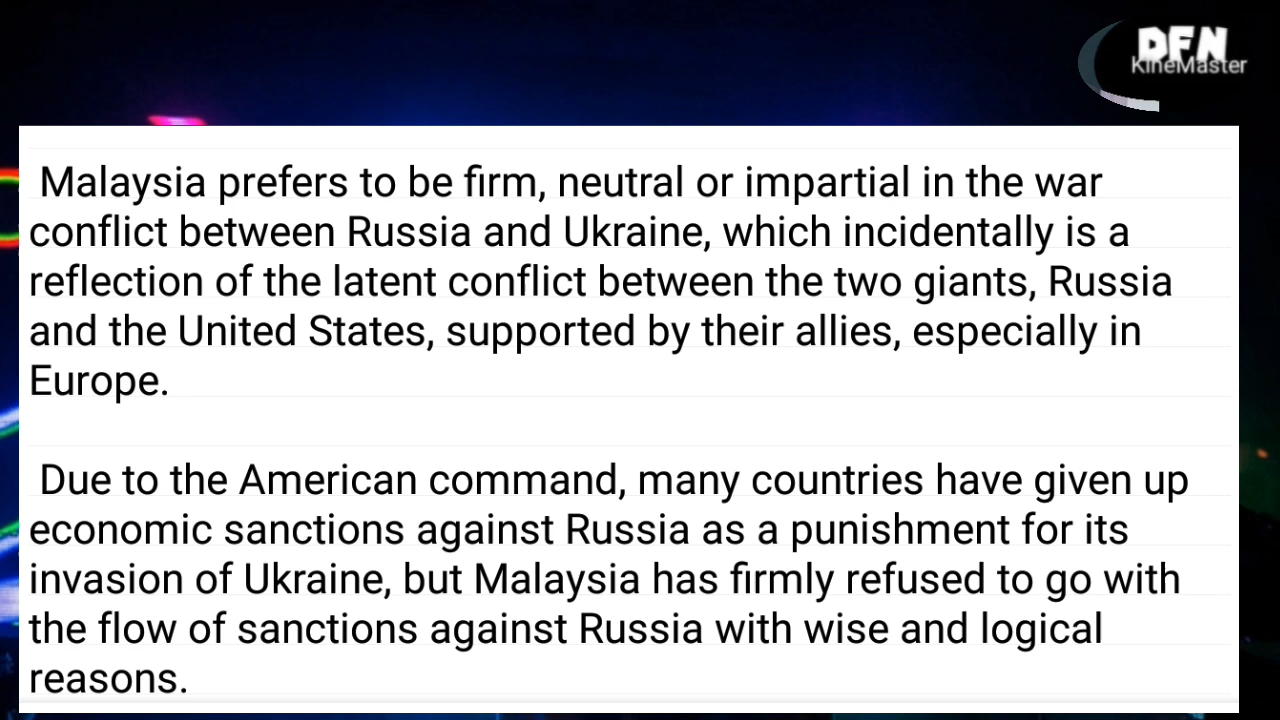 DFN
KineMaster
Malaysia prefers to be firm, neutral or impartial in the war
conflict between Russia and Ukraine, which incidentally is a
reflection of the latent conflict between the two giants, Russia
and the United States, supported by their allies, especially in
Europe.
Due to the American command, many countries have given up
economic sanctions against Russia as a punishment for its
invasion of Ukraine, but Malaysia has firmly refused to go with
the flow of sanctions against Russia with wise and logical
reasons.